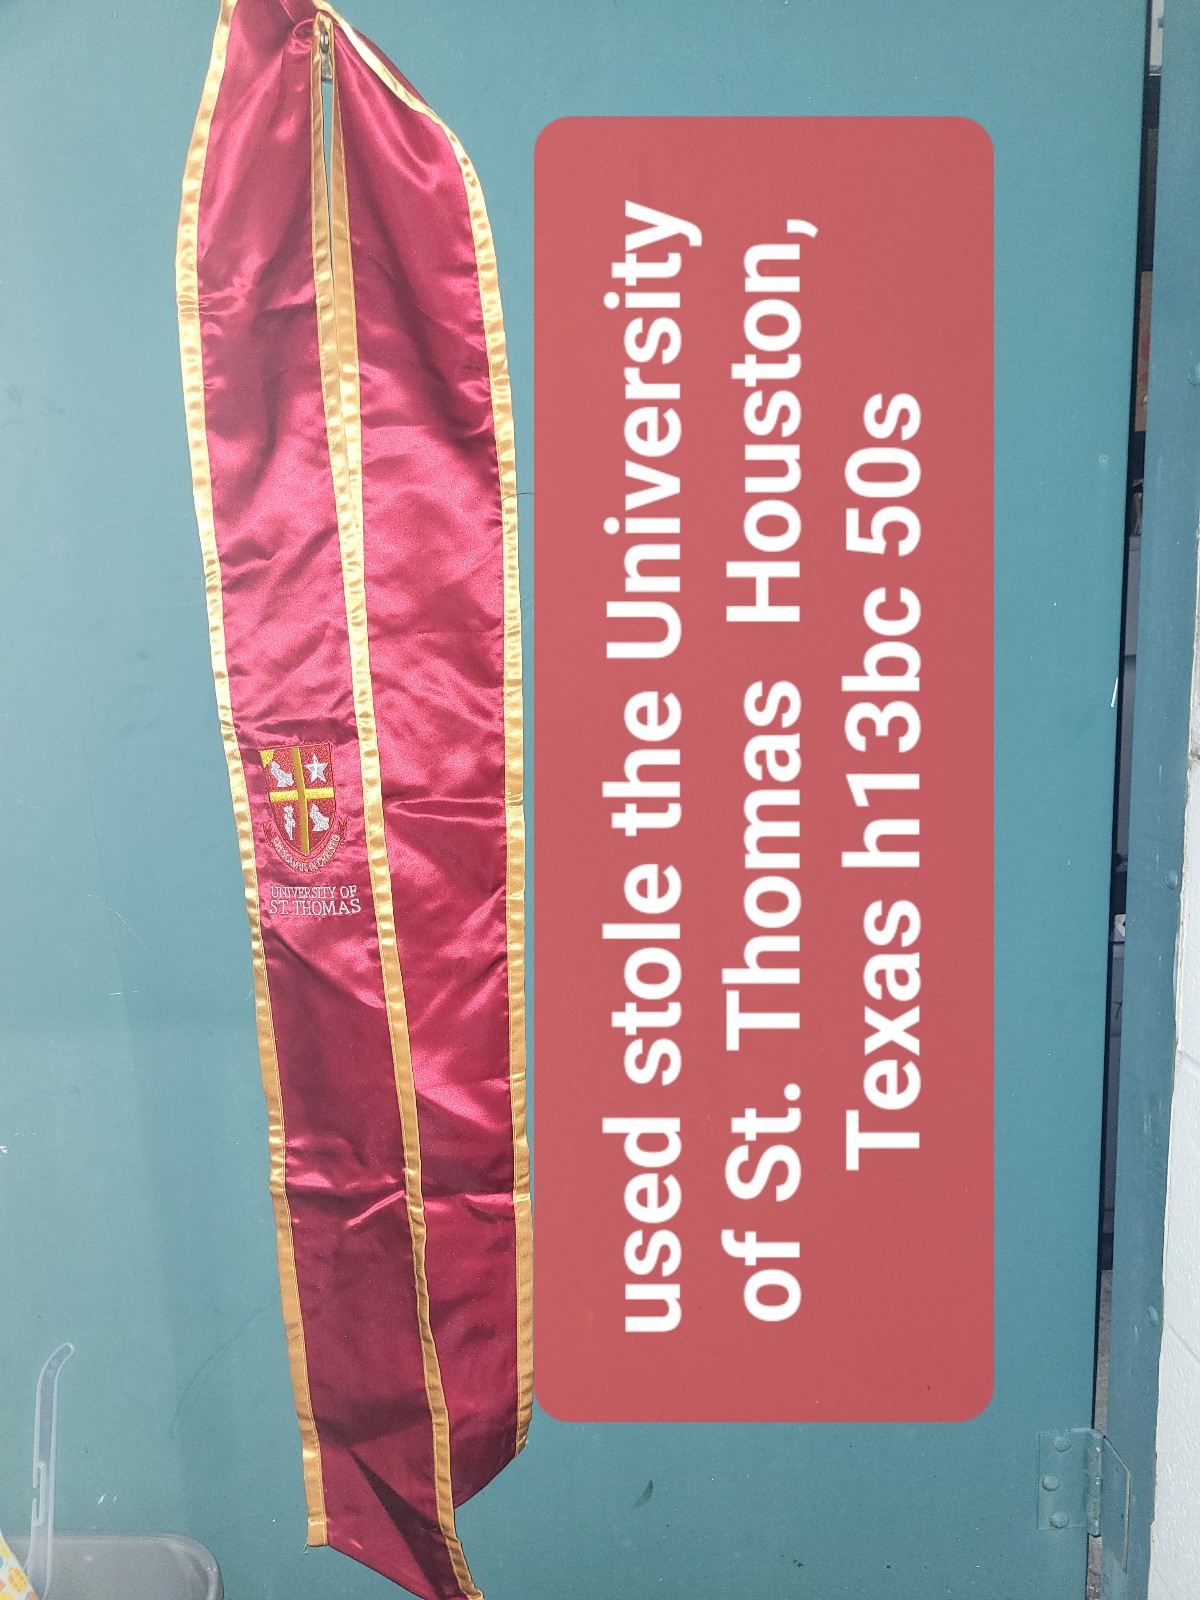 used stole the University
of St. Thomas Houston,
Texas h13bc 50s
UNIVERSITY OF
ST. THOMAS